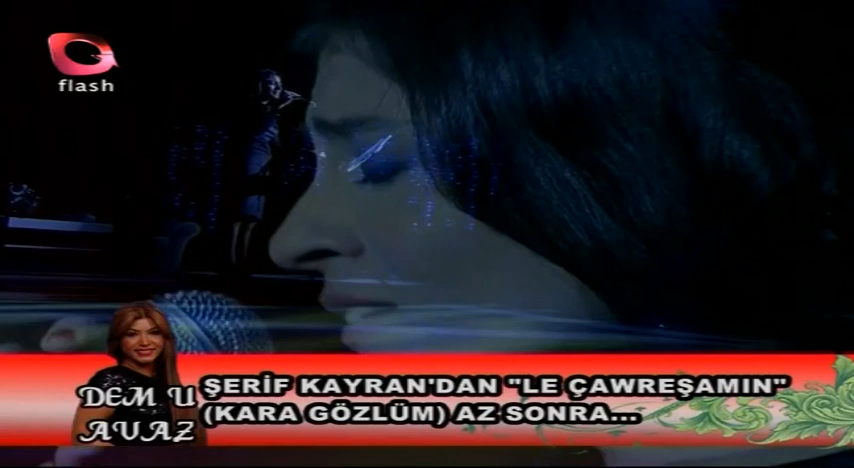 flash
DEM U
AVAZ
ŞERİF KAYRAN'DAN "LE ÇAWREŞAMIN"
(KARA GÖZLÜM) AZ SONRA...